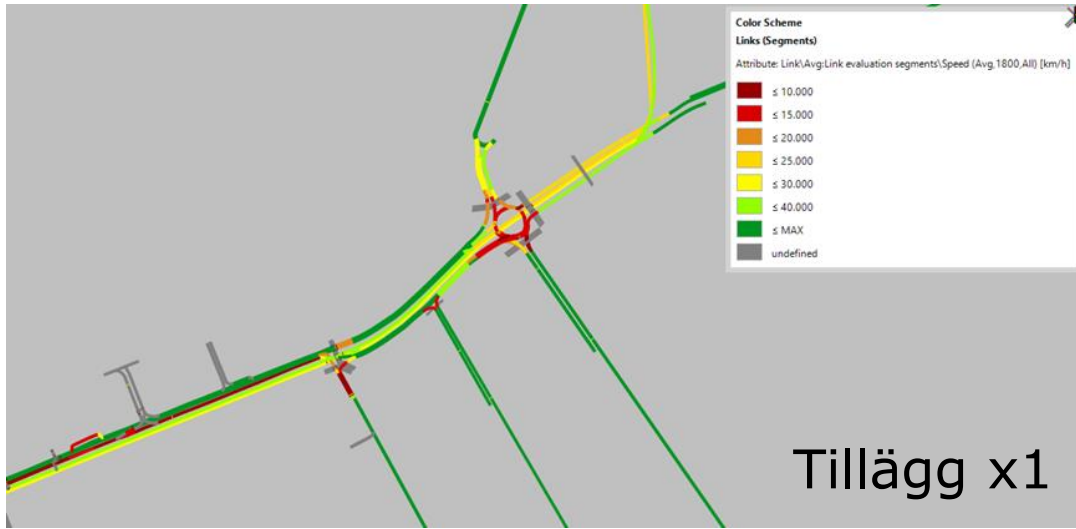 Color Scheme
Links (Segments)
Attribute: Link\Avg:Link evaluation segments\Speed (Avg,1800,All) [km/h]
≤ 10.000
≤ 15.000
≤ 20.000
≤ 25.000
≤ 30.000
≤ 40.000
≤ MAX
undefined
Tillägg x1